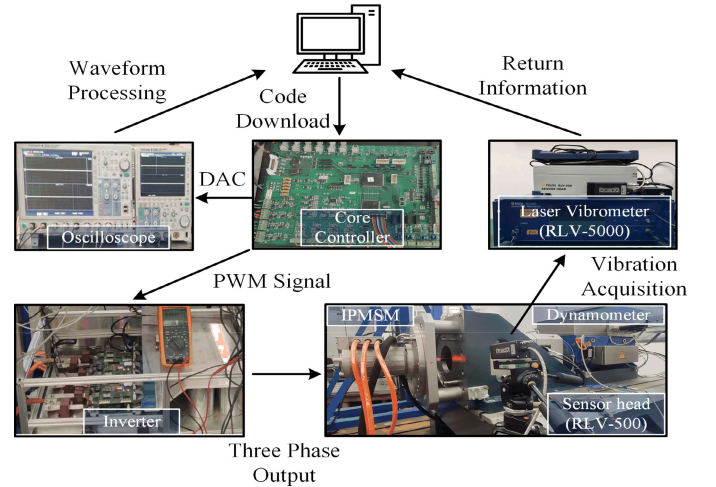 Waveform
Processing
Code
Download
Return
Information
DAC
Oscilloscope
Core
Controller
Laser Vibrometer
(RLV-5000)
PWM Signal
Vibration
Acquisition
IPMSM
Dynamometer
Inverter
Sensor head
(RLV-500)
Three Phase
Output